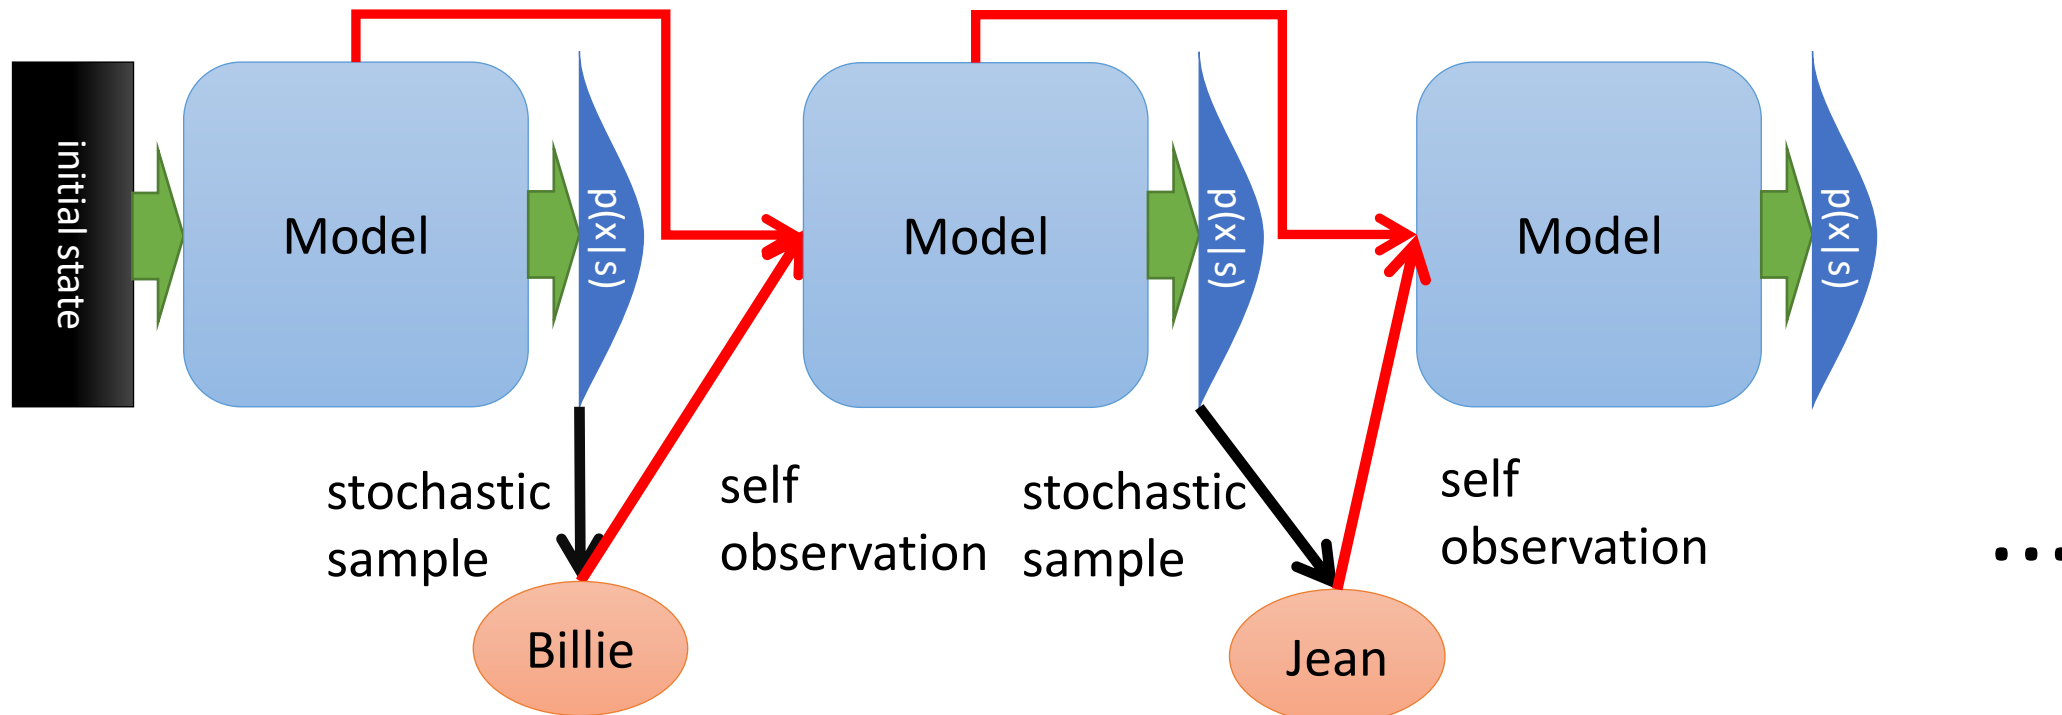 initial state
Model
p(x|s)
Model
p(x|s)
Model
p(x|s)
stochastic
sample
self
observation
stochastic
sample
self
observation
...
Billie
Jean